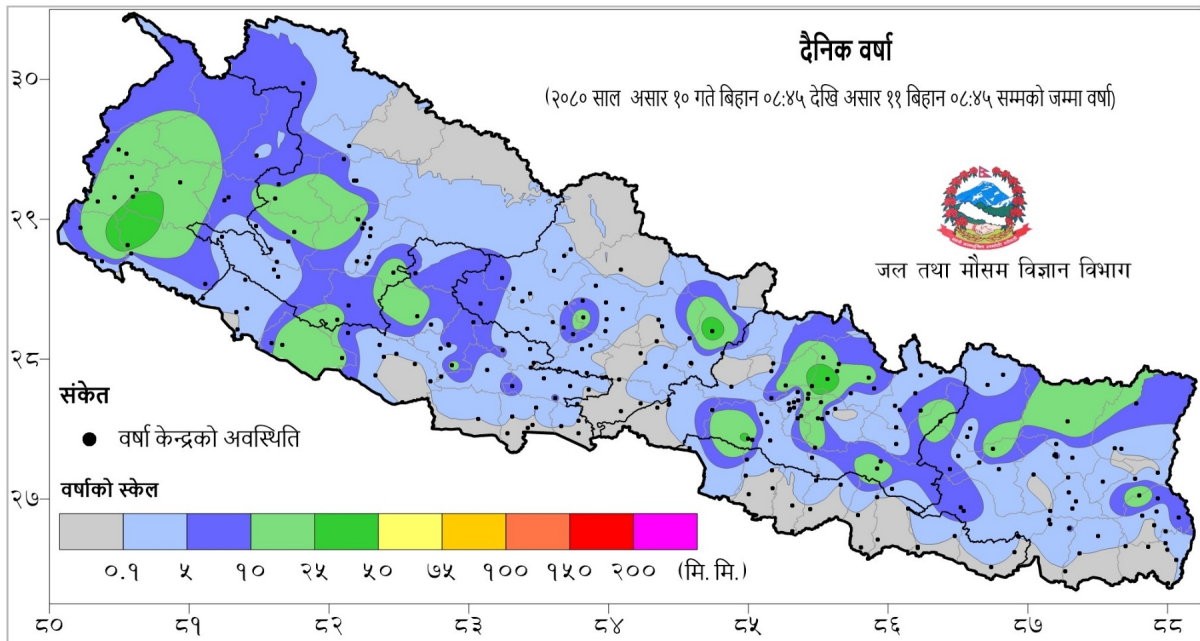 दैनिक वर्षा
(२०८० साल असार १० गते बिहान ०८:४५ देखि असार ११ बिहान ०८:४५ सम्मको जम्मा वर्षा)
जल तथा मौसम विज्ञान विभाग
३०
२९
२८
२७
संकेत
वर्षा केन्द्रको अवस्थिति
वर्षाको स्केल
०.१ ५ १० २५ ५० ७५ १०० १५० २०० (मि. मि.)
८० ८१ ८२ ८३ ८४ ८५ ८६ ८७ ८८